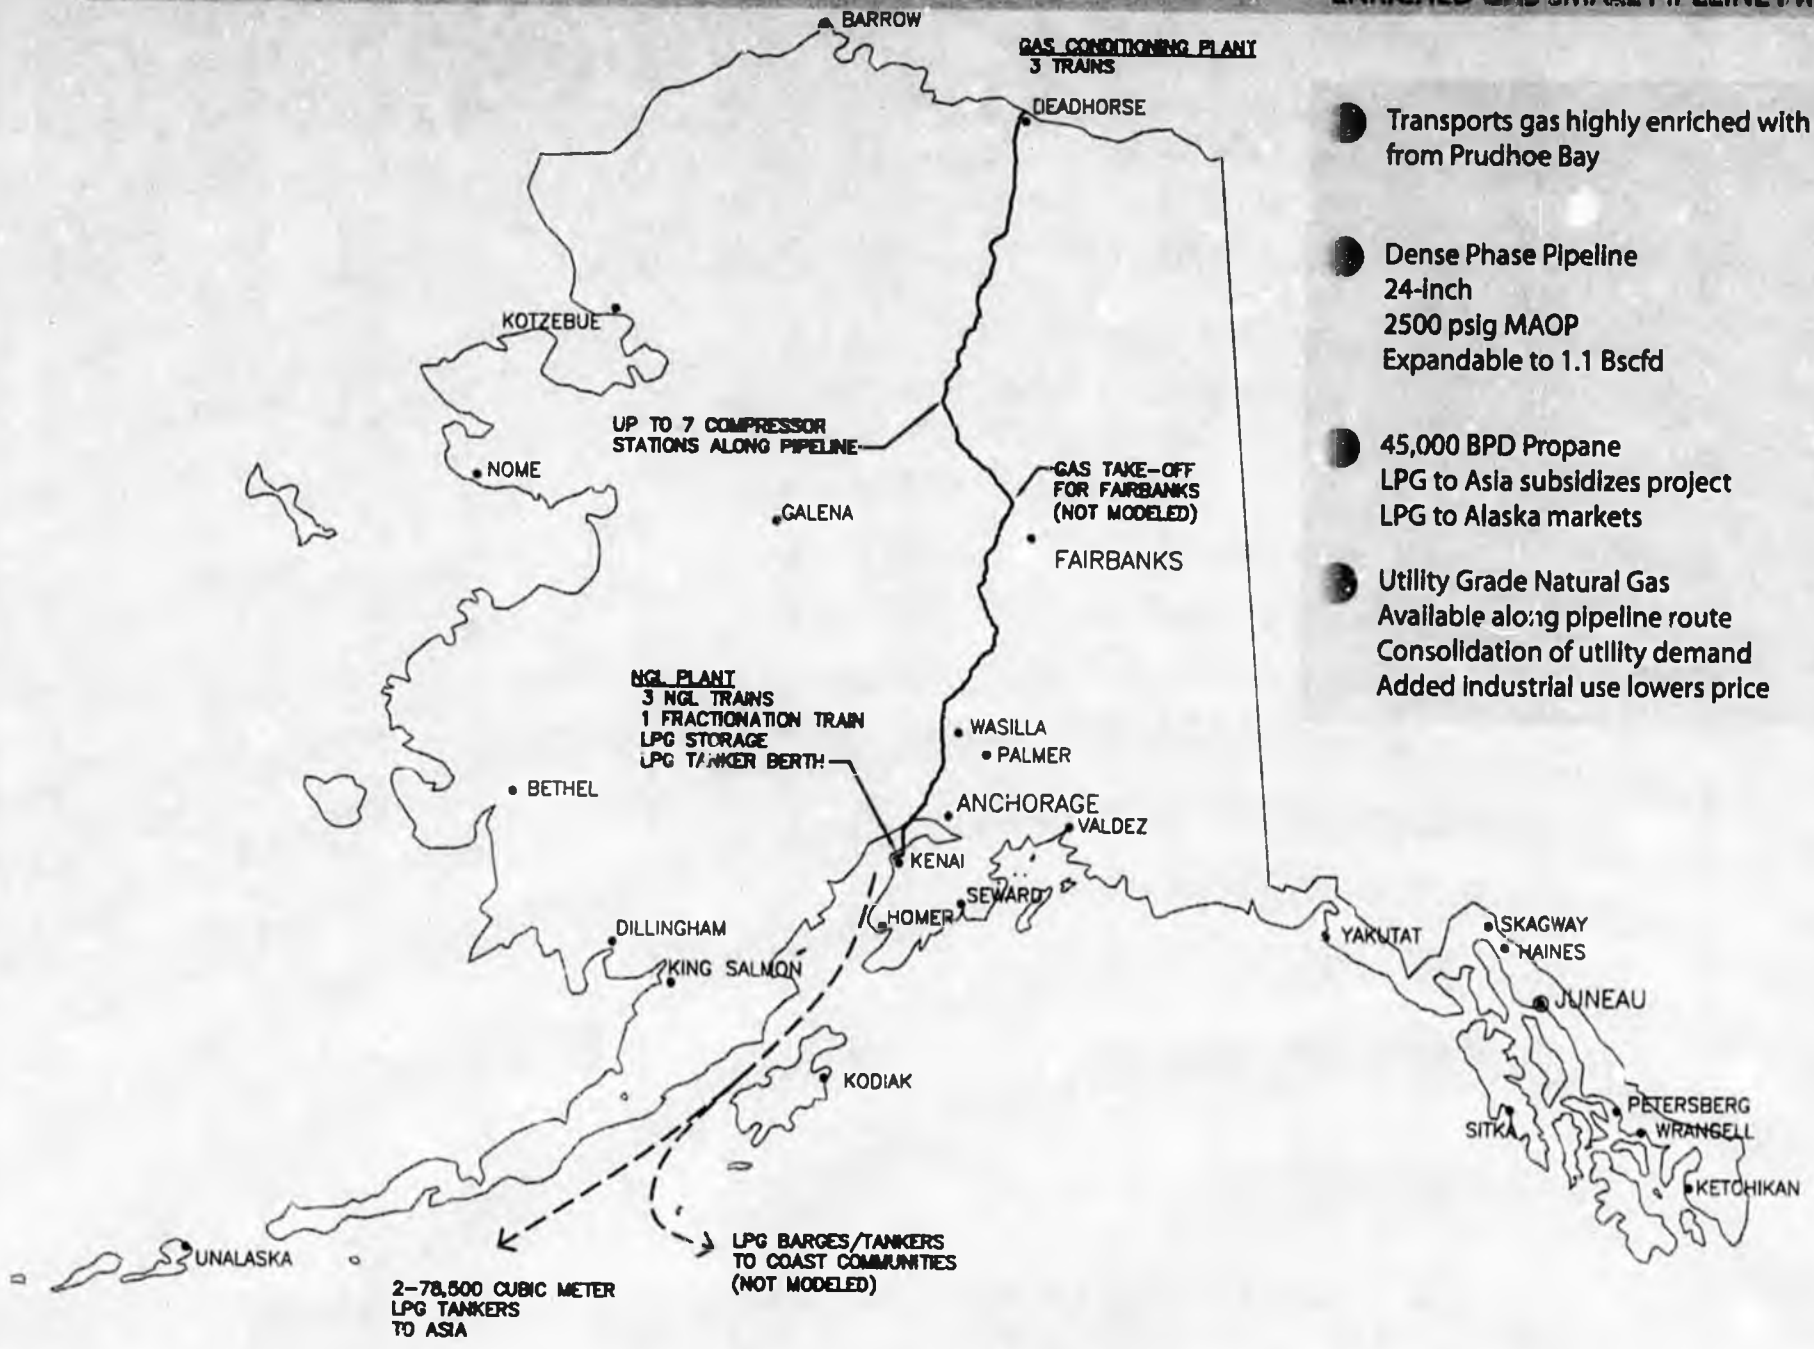 BARROW
GAS CONDITIONING PLANT
3 TRAINS
DEADHORSE
Transports gas highly enriched with
from Prudhoe Bay
Dense Phase Pipeline
24-inch
2500 psig MAOP
Expandable to 1.1 Bscfd
KOTZEBUE
UP TO 7 COMPRESSOR
STATIONS ALONG PIPELINE
45,000 BPD Propane
LPG to Asia subsidizes project
LPG to Alaska markets
NOME
GAS TAKE-OFF
FOR FAIRBANKS
(NOT MODELED)
GALENA
FAIRBANKS
Utility Grade Natural Gas
Available along pipeline route
Consolidation of utility demand
Added industrial use lowers price
NGL PLANT
3 NGL TRAINS
1 FRACTIONATION TRAIN
LPG STORAGE
LPG TANKER BERTH
WASILLA
PALMER
BETHEL
ANCHORAGE
VALDEZ
KENAI
SEWARD
HOMER
DILLINGHAM
KING SALMON
YAKUTAT
SKAGWAY
HAINES
JUNEAU
KODIAK
PETERSBERG
SITKA
WRANGELL
KETCHIKAN
UNALASKA
LPG BARGES/TANKERS
TO COAST COMMUNITIES
(NOT MODELED)
2-78,500 CUBIC METER
LPG TANKERS
TO ASIA